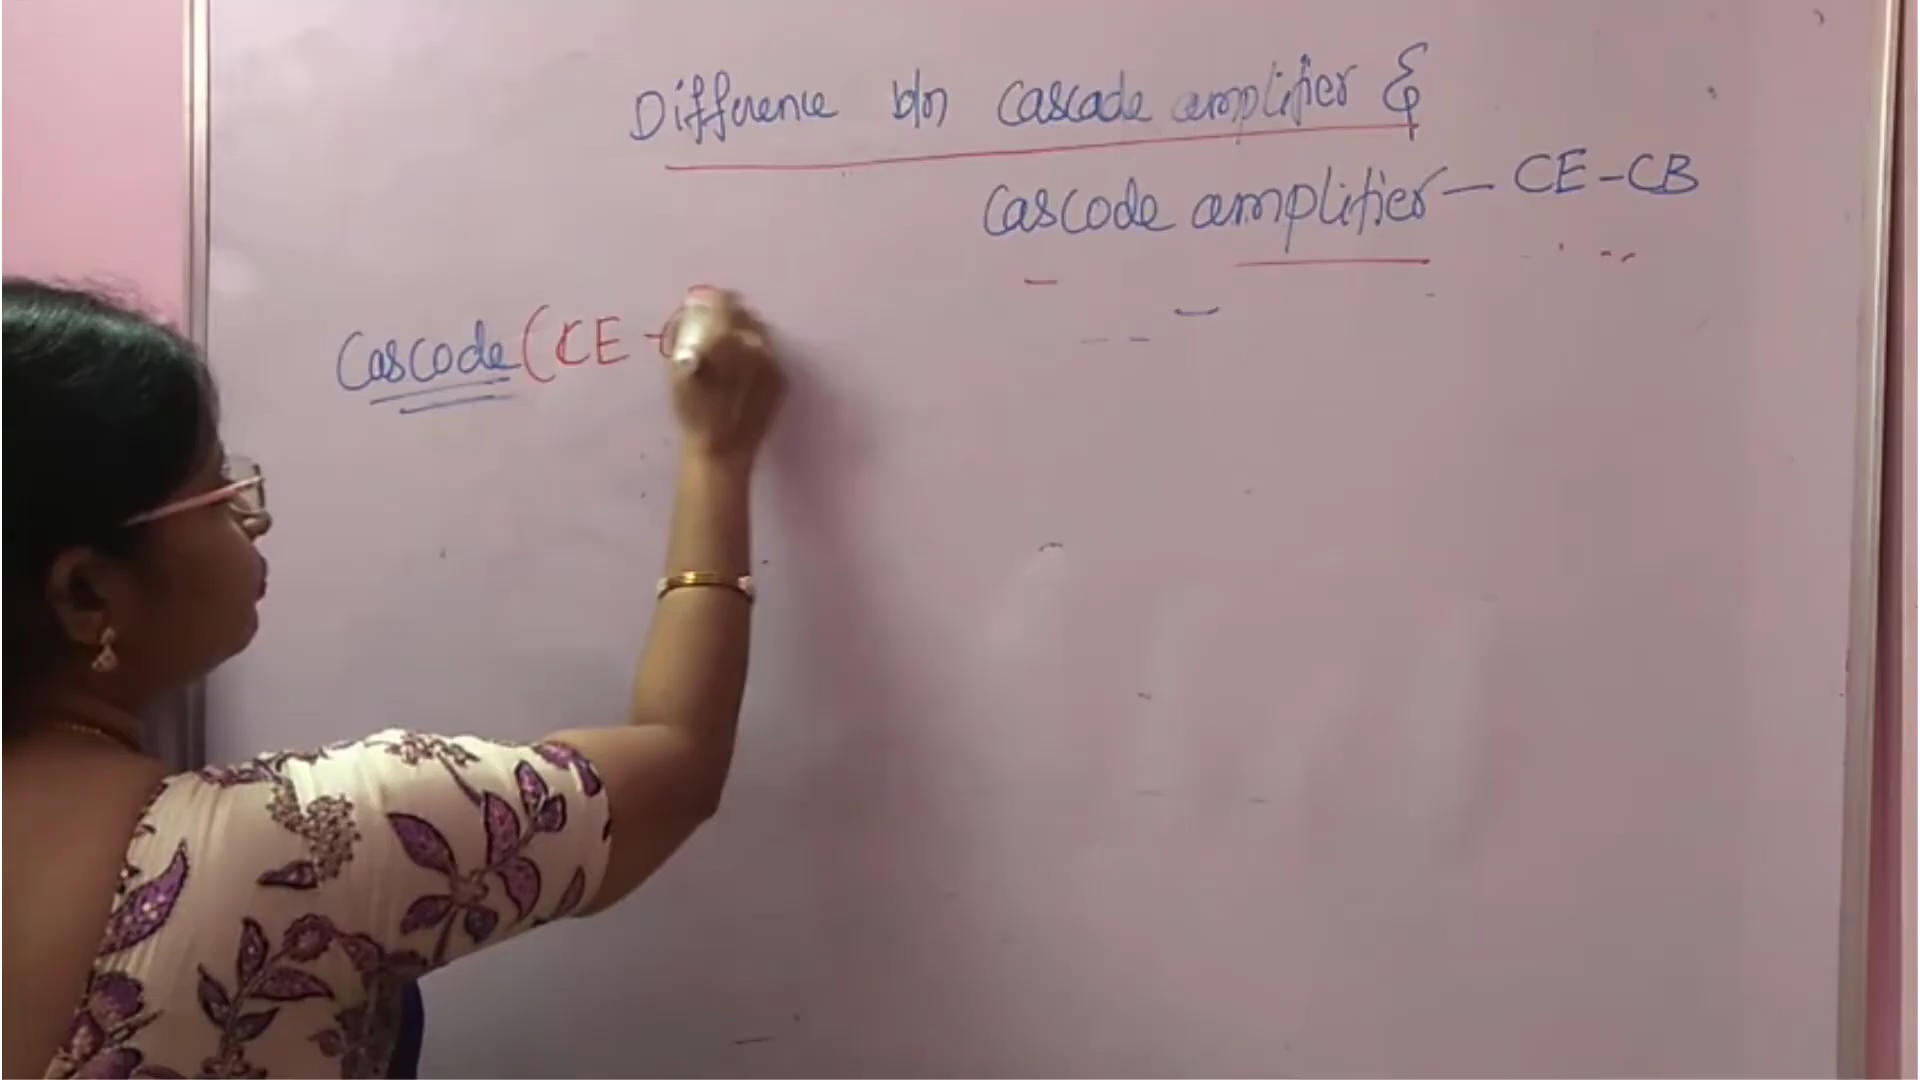 Difference b/n cascade amplifier &
cascode amplifier - CE-CB
Cascode (CE -